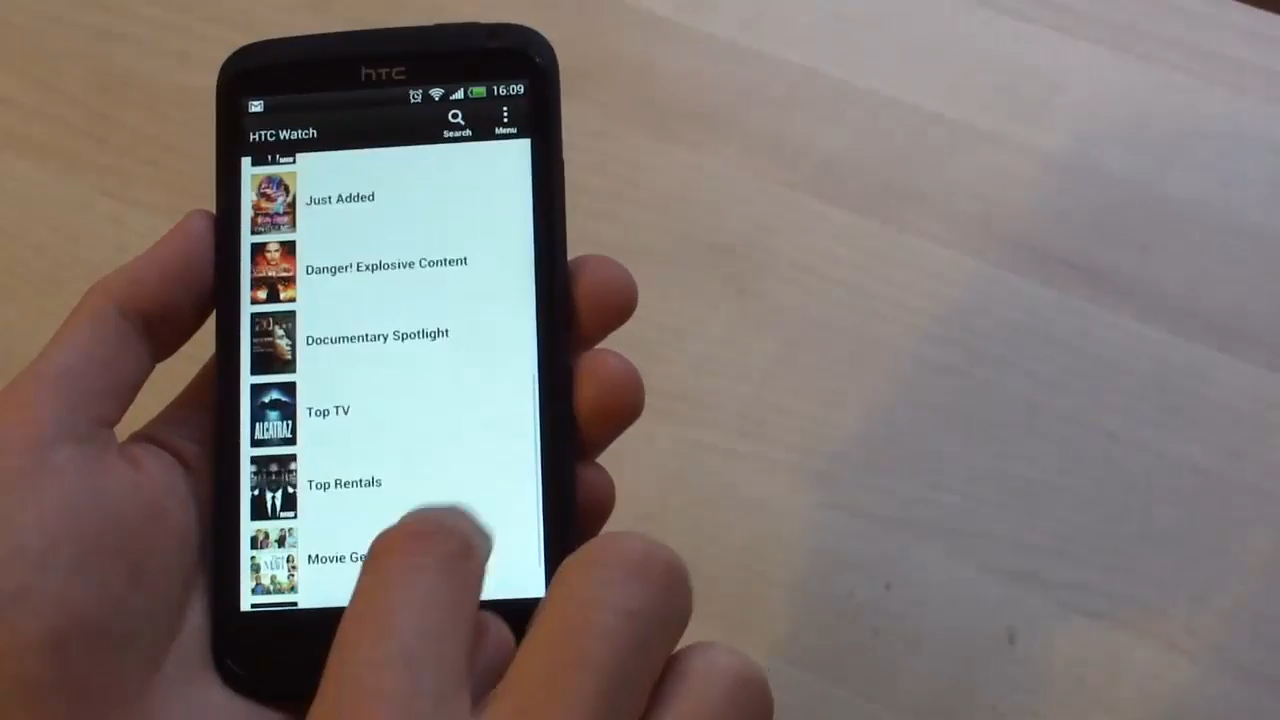 hTC
16:09
HTC Watch
Search
Menu
Just Added
Danger! Explosive Content
Documentary Spotlight
Top TV
ALCATRAZ
Top Rentals
Movie Ge